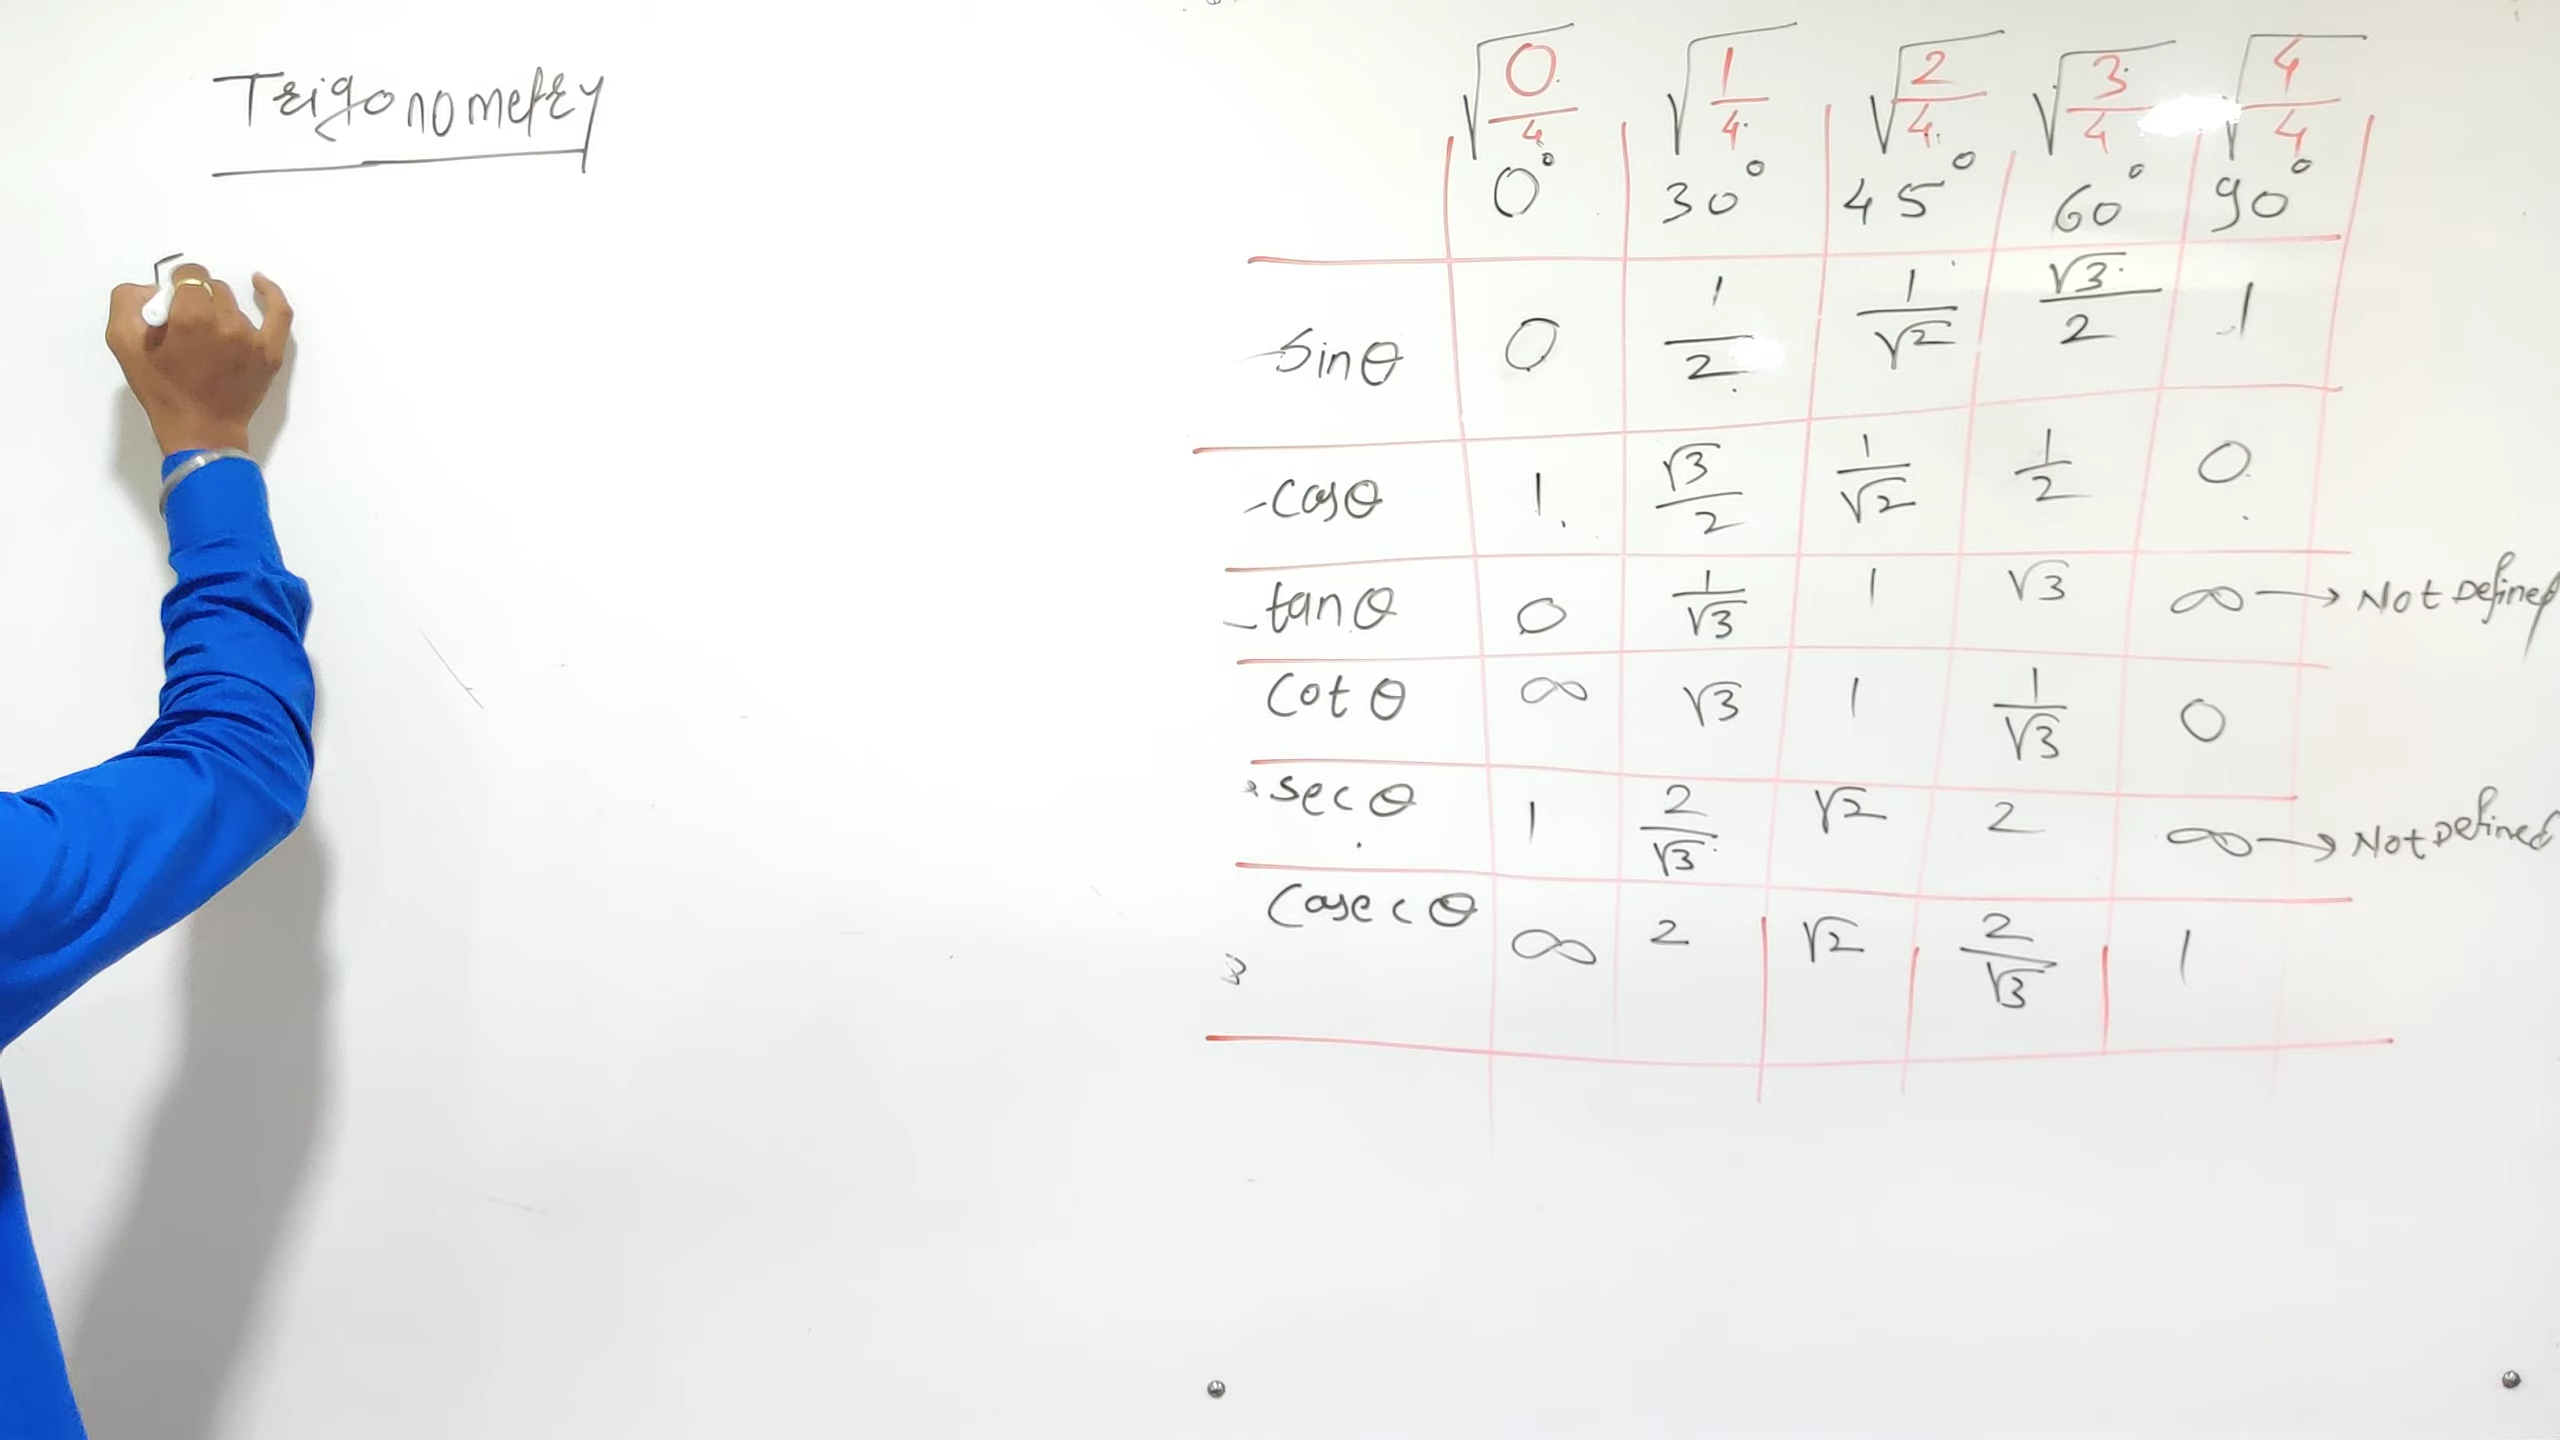 Trigonometry
√0/4 √1/4 √2/4 √3/4 √4/4
0° 30° 45° 60° 90°
sinθ 0 1/2 1/√2 √3/2 1
cosθ 1 √3/2 1/√2 1/2 0
tanθ 0 1/√3 1 √3 ∞ → Not Defined
cotθ ∞ √3 1 1/√3 0
secθ 1 2/√3 √2 2 ∞ → Not Defined
cosecθ ∞ 2 √2 2/√3 1